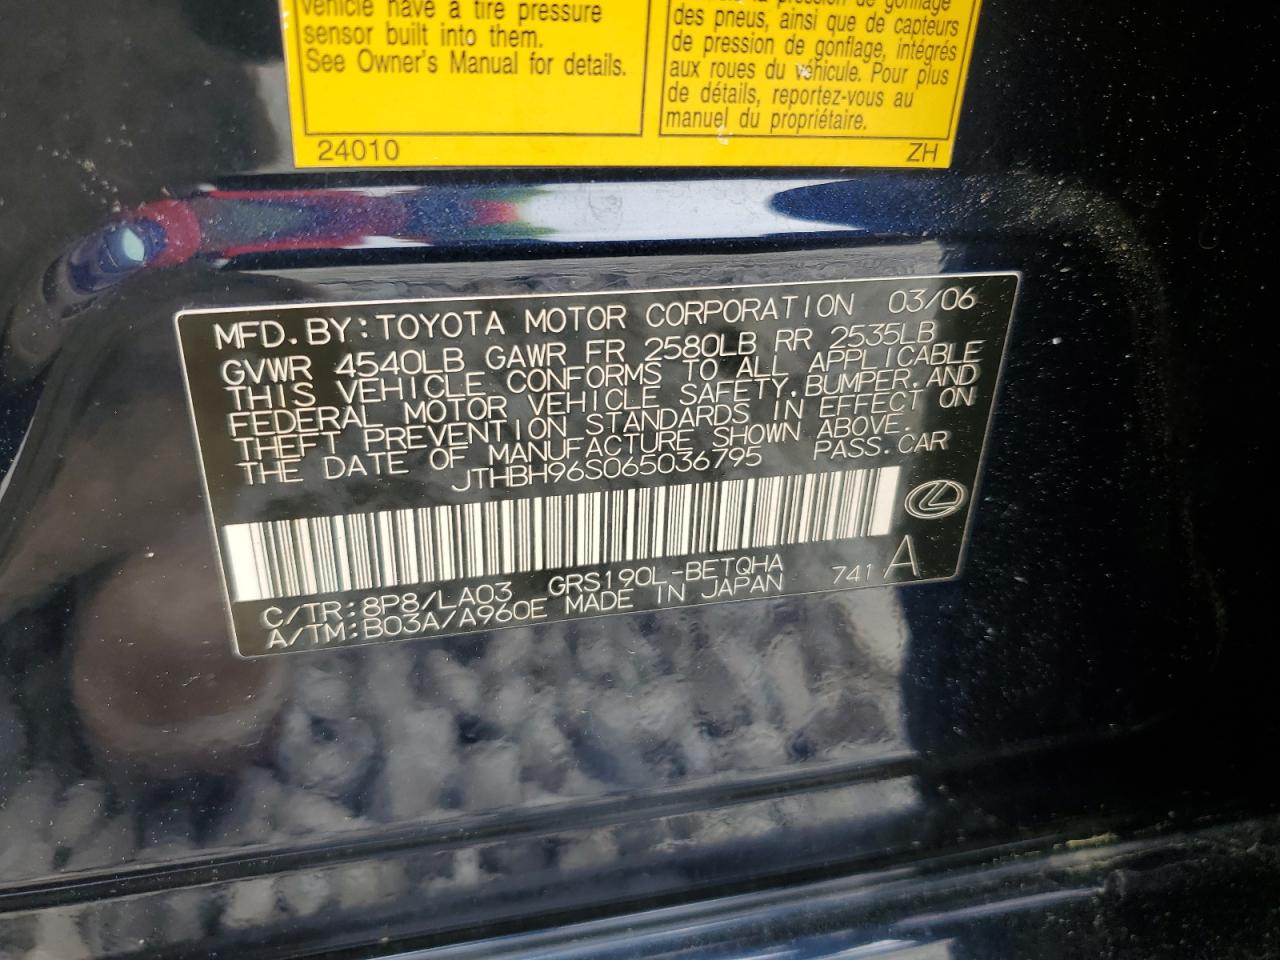 vehicle have a tire pressure
sensor built into them.
See Owner's Manual for details.
24010
pression de gonflage
des pneus, ainsi que de capteurs
de pression de gonflage, intégrés
aux roues du véhicule. Pour plus
de détails, reportez-vous au
manuel du propriétaire.
ZH
MFD.BY:TOYOTA MOTOR CORPORATION 03/06
GVWR 4540LB GAWR FR 2580LB RR 2535LB
THIS VEHICLE CONFORMS TO ALL APPLICABLE
FEDERAL MOTOR VEHICLE SAFETY,BUMPER,AND
THEFT PREVENTION STANDARDS IN EFFECT ON
THE DATE OF MANUFACTURE SHOWN ABOVE.
JTHBH96S065036795 PASS.CAR
C/TR:8P8/LA03 GRS190L-BETQHA 741 A
A/TM:B03A/A960E MADE IN JAPAN